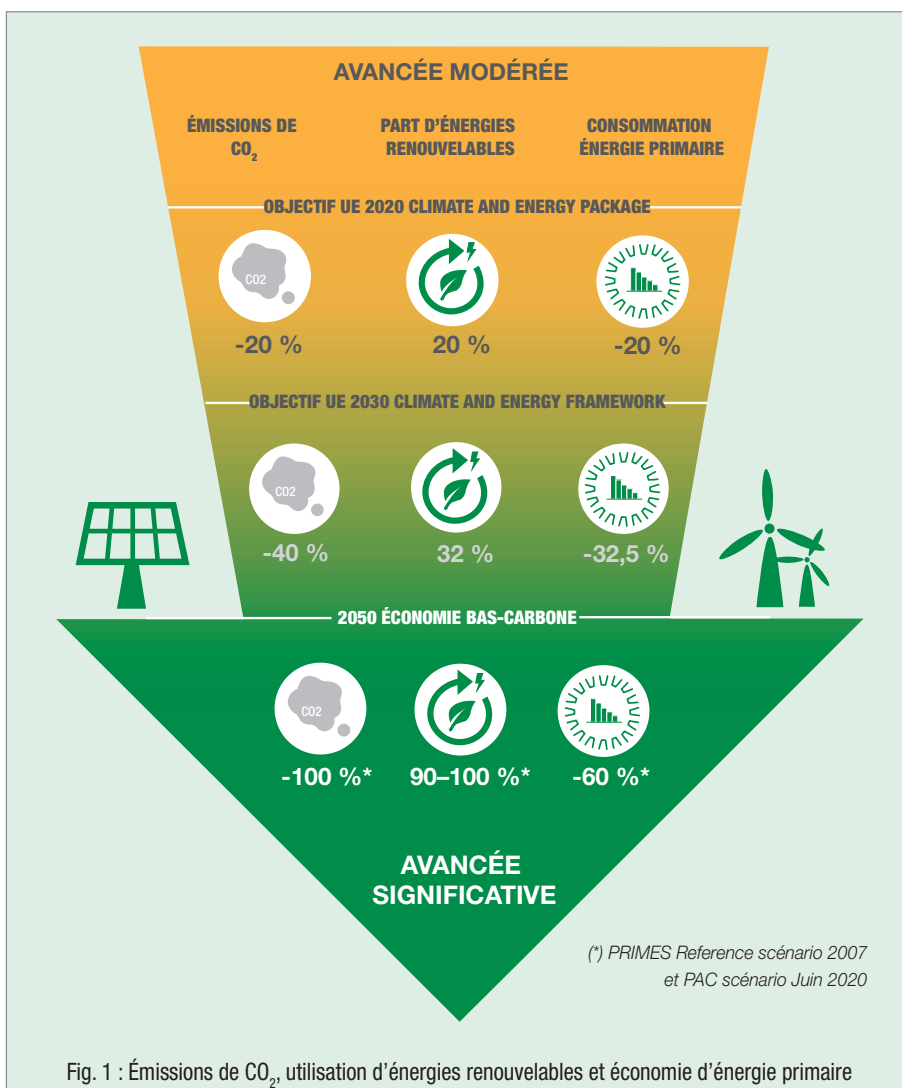 AVANCÉE MODÉRÉE
ÉMISSIONS DE
CO₂
PART D'ÉNERGIES
RENOUVELABLES
CONSOMMATION
ÉNERGIE PRIMAIRE
OBJECTIF UE 2020 CLIMATE AND ENERGY PACKAGE
CO2
-20 %
20 %
-20 %
OBJECTIF UE 2030 CLIMATE AND ENERGY FRAMEWORK
CO2
-40 %
32 %
-32,5 %
2050 ÉCONOMIE BAS-CARBONE
CO2
-100 %*
90–100 %*
-60 %*
AVANCÉE
SIGNIFICATIVE
(*) PRIMES Reference scénario 2007
et PAC scénario Juin 2020
Fig. 1 : Émissions de CO₂, utilisation d'énergies renouvelables et économie d'énergie primaire